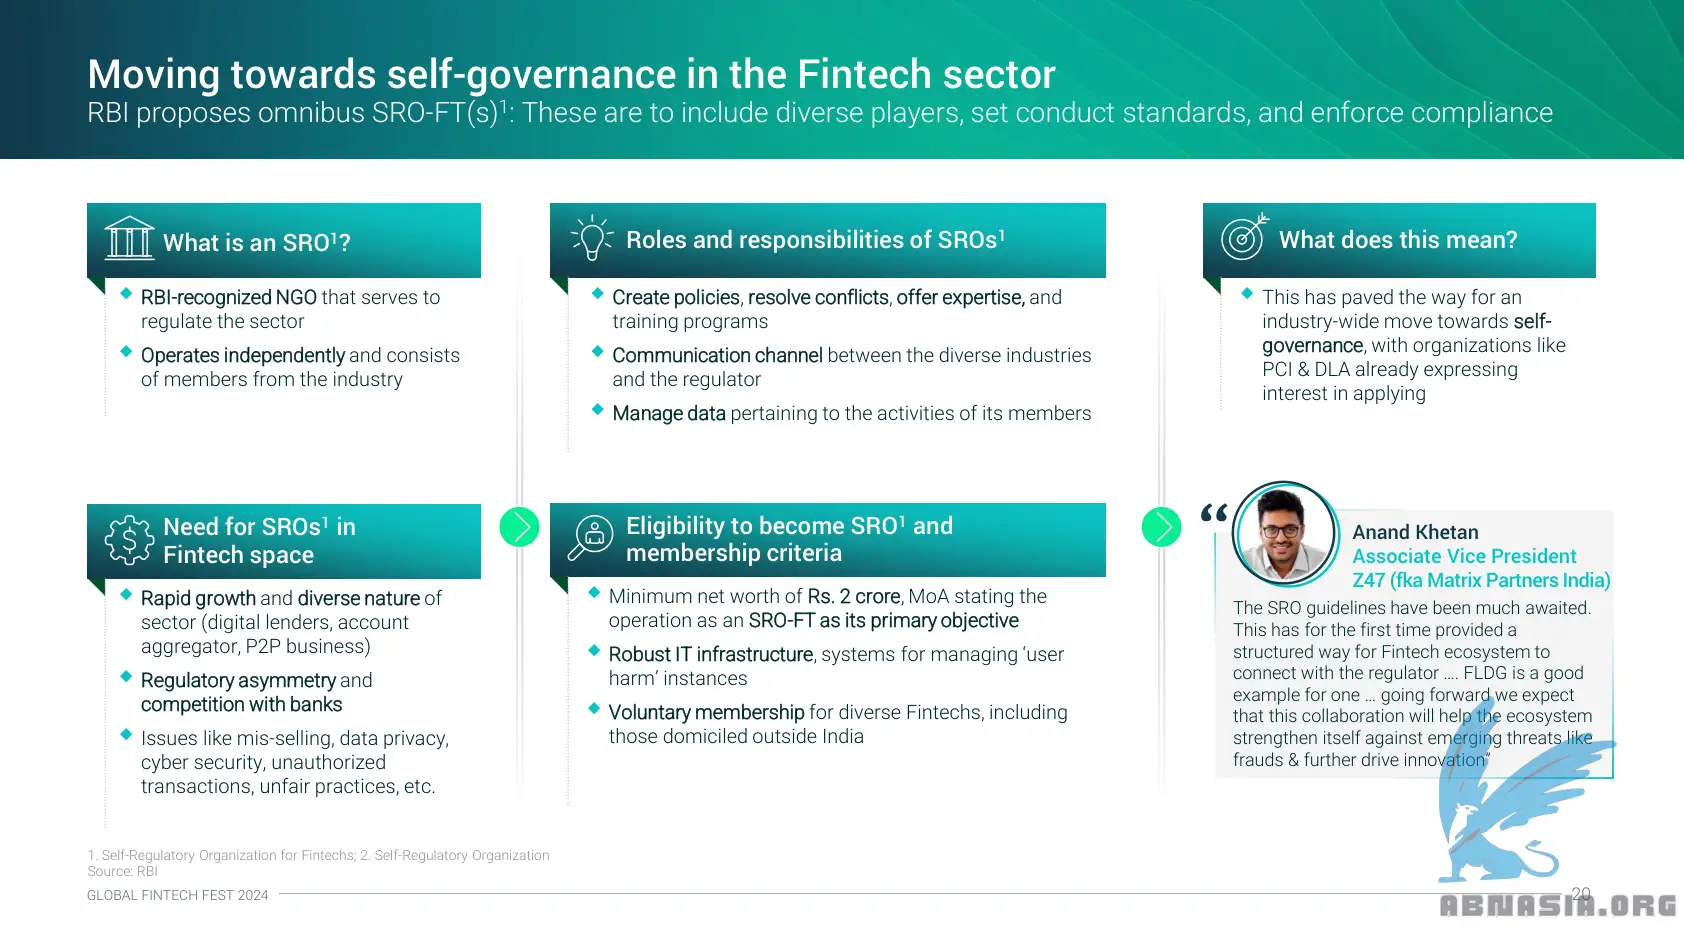 Moving towards self-governance in the Fintech sector
RBI proposes omnibus SRO-FT(s)¹: These are to include diverse players, set conduct standards, and enforce compliance
What is an SRO¹?
RBI-recognized NGO that serves to
regulate the sector
Operates independently and consists
of members from the industry
Need for SROs¹ in
Fintech space
Rapid growth and diverse nature of
sector (digital lenders, account
aggregator, P2P business)
Regulatory asymmetry and
competition with banks
Issues like mis-selling, data privacy,
cyber security, unauthorized
transactions, unfair practices, etc.
Roles and responsibilities of SROs¹
Create policies, resolve conflicts, offer expertise, and
training programs
Communication channel between the diverse industries
and the regulator
Manage data pertaining to the activities of its members
Eligibility to become SRO¹ and
membership criteria
Minimum net worth of Rs. 2 crore, MoA stating the
operation as an SRO-FT as its primary objective
Robust IT infrastructure, systems for managing ‘user
harm’ instances
Voluntary membership for diverse Fintechs, including
those domiciled outside India
What does this mean?
This has paved the way for an
industry-wide move towards self-
governance, with organizations like
PCI & DLA already expressing
interest in applying
“
Anand Khetan
Associate Vice President
Z47 (fka Matrix Partners India)
The SRO guidelines have been much awaited.
This has for the first time provided a
structured way for Fintech ecosystem to
connect with the regulator .... FLDG is a good
example for one ... going forward we expect
that this collaboration will help the ecosystem
strengthen itself against emerging threats like
frauds & further drive innovation”
1. Self-Regulatory Organization for Fintechs; 2. Self-Regulatory Organization
Source: RBI
GLOBAL FINTECH FEST 2024
20
ABNASIA.ORG